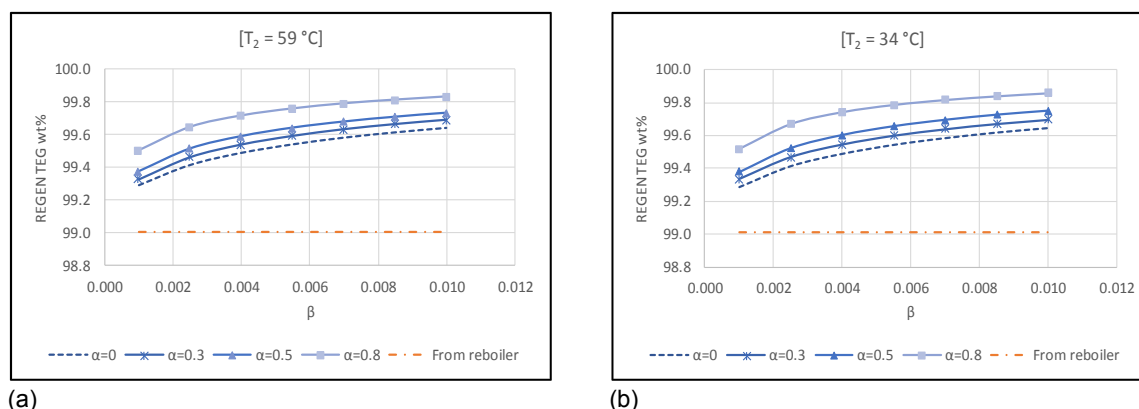 [T₂ = 59 °C]
REGEN TEG wt%
100.0
99.8
99.6
99.4
99.2
99.0
98.8
0.000 0.002 0.004 0.006 0.008 0.010 0.012
β
α=0 α=0.3 α=0.5 α=0.8 From reboiler
(a)
[T₂ = 34 °C]
REGEN TEG wt%
100.0
99.8
99.6
99.4
99.2
99.0
98.8
0.000 0.002 0.004 0.006 0.008 0.010 0.012
β
α=0 α=0.3 α=0.5 α=0.8 From reboiler
(b)